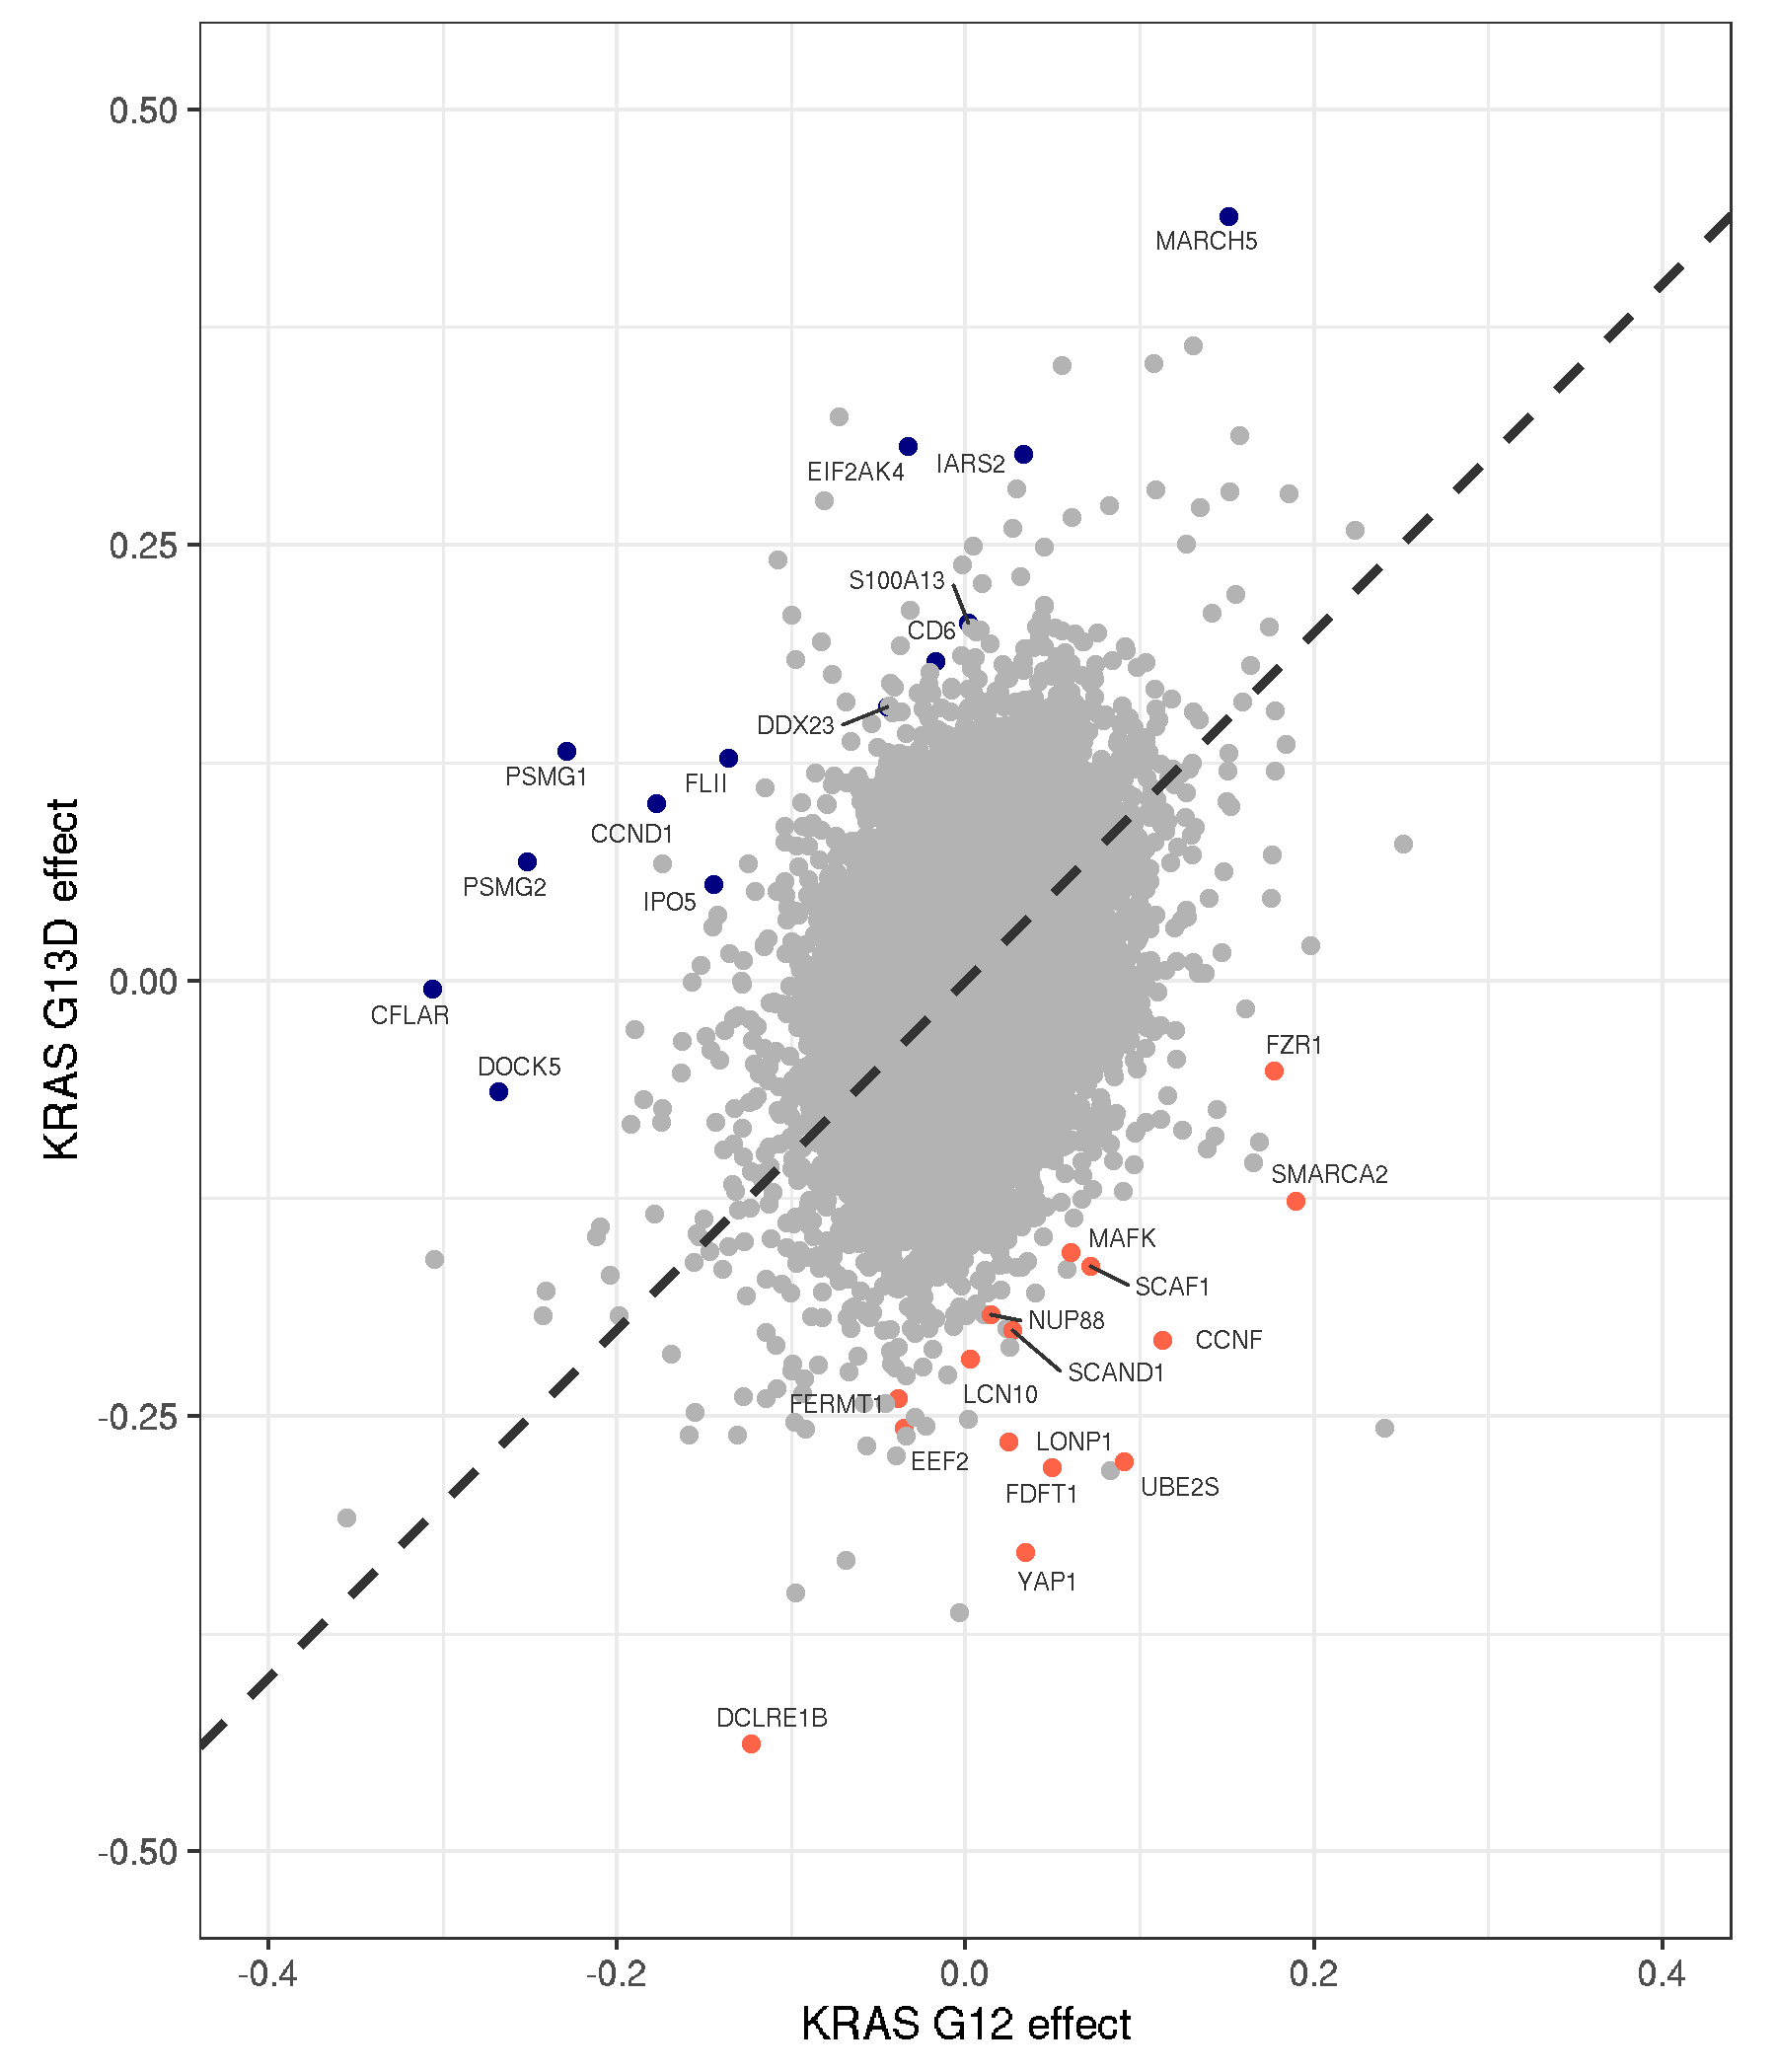 0.50
MARCH5
EIF2AK4
IARS2
0.25
S100A13
CD6
DDX23
PSMG1
FLII
CCND1
PSMG2
IPO5
KRAS G13D effect
0.00
CFLAR
FZR1
DOCK5
SMARCA2
MAFK
SCAF1
NUP88
CCNF
SCAND1
LCN10
FERMT1
-0.25
LONP1
EEF2
UBE2S
FDFT1
YAP1
DCLRE1B
-0.50
-0.4
-0.2
0.0
0.2
0.4
KRAS G12 effect